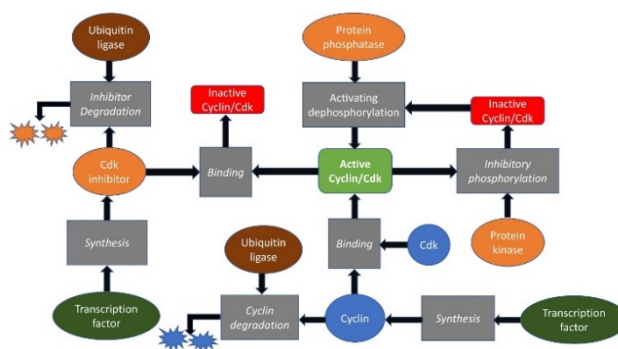 Ubiquitin
ligase
Protein
phosphatase
Inhibitor
Degradation
Inactive
Cyclin/Cdk
Activating
dephosphorylation
Inactive
Cyclin/Cdk
Cdk
inhibitor
Binding
Active
Cyclin/Cdk
Inhibitory
phosphorylation
Synthesis
Ubiquitin
ligase
Binding
Cdk
Protein
kinase
Transcription
factor
Cyclin
degradation
Cyclin
Synthesis
Transcription
factor